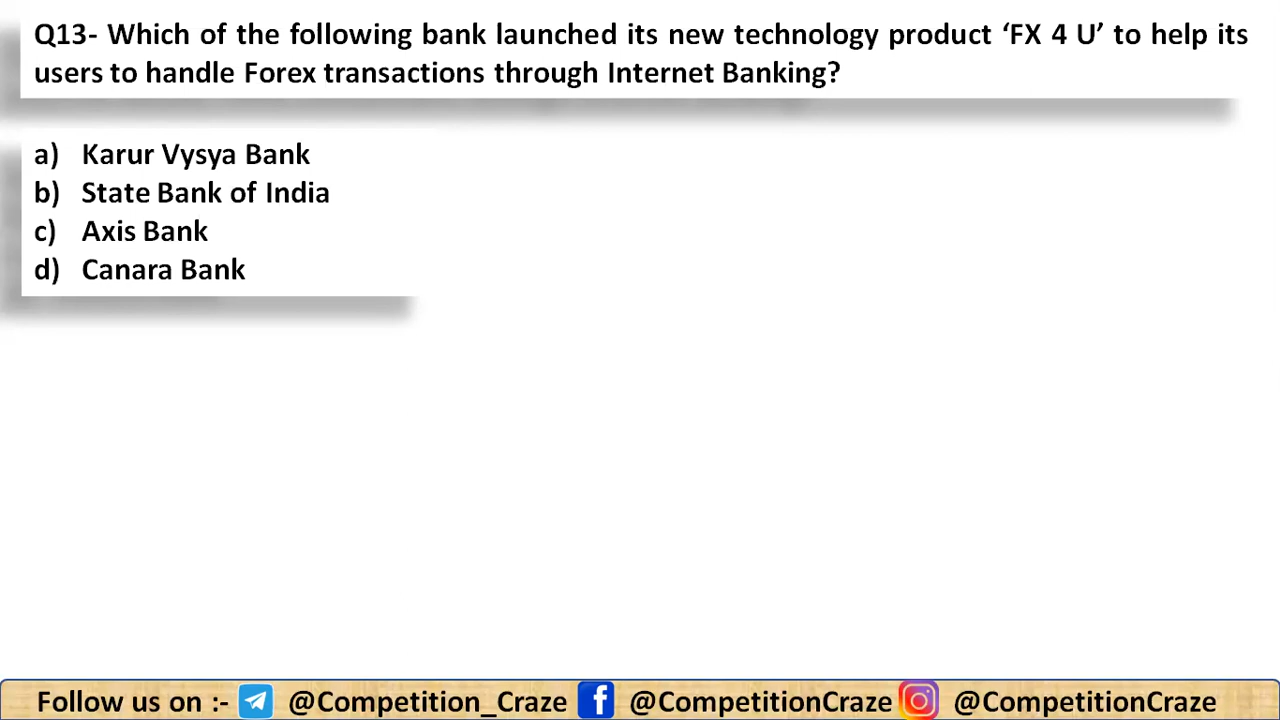 Q13- Which of the following bank launched its new technology product ‘FX 4 U’ to help its
users to handle Forex transactions through Internet Banking?
a) Karur Vysya Bank
b) State Bank of India
c) Axis Bank
d) Canara Bank
Follow us on :- @Competition_Craze @CompetitionCraze @CompetitionCraze